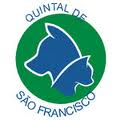 QUINTAL DE
SÃO FRANCISCO